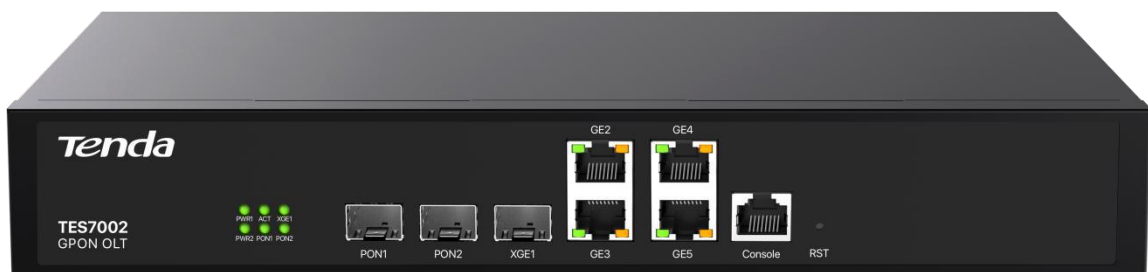 Tenda
TES7002
GPON OLT
PWR1 ACT XGE1
PWR2 PON1 PON2
PON1
PON2
XGE1
GE2
GE4
GE3
GE5
Console
RST